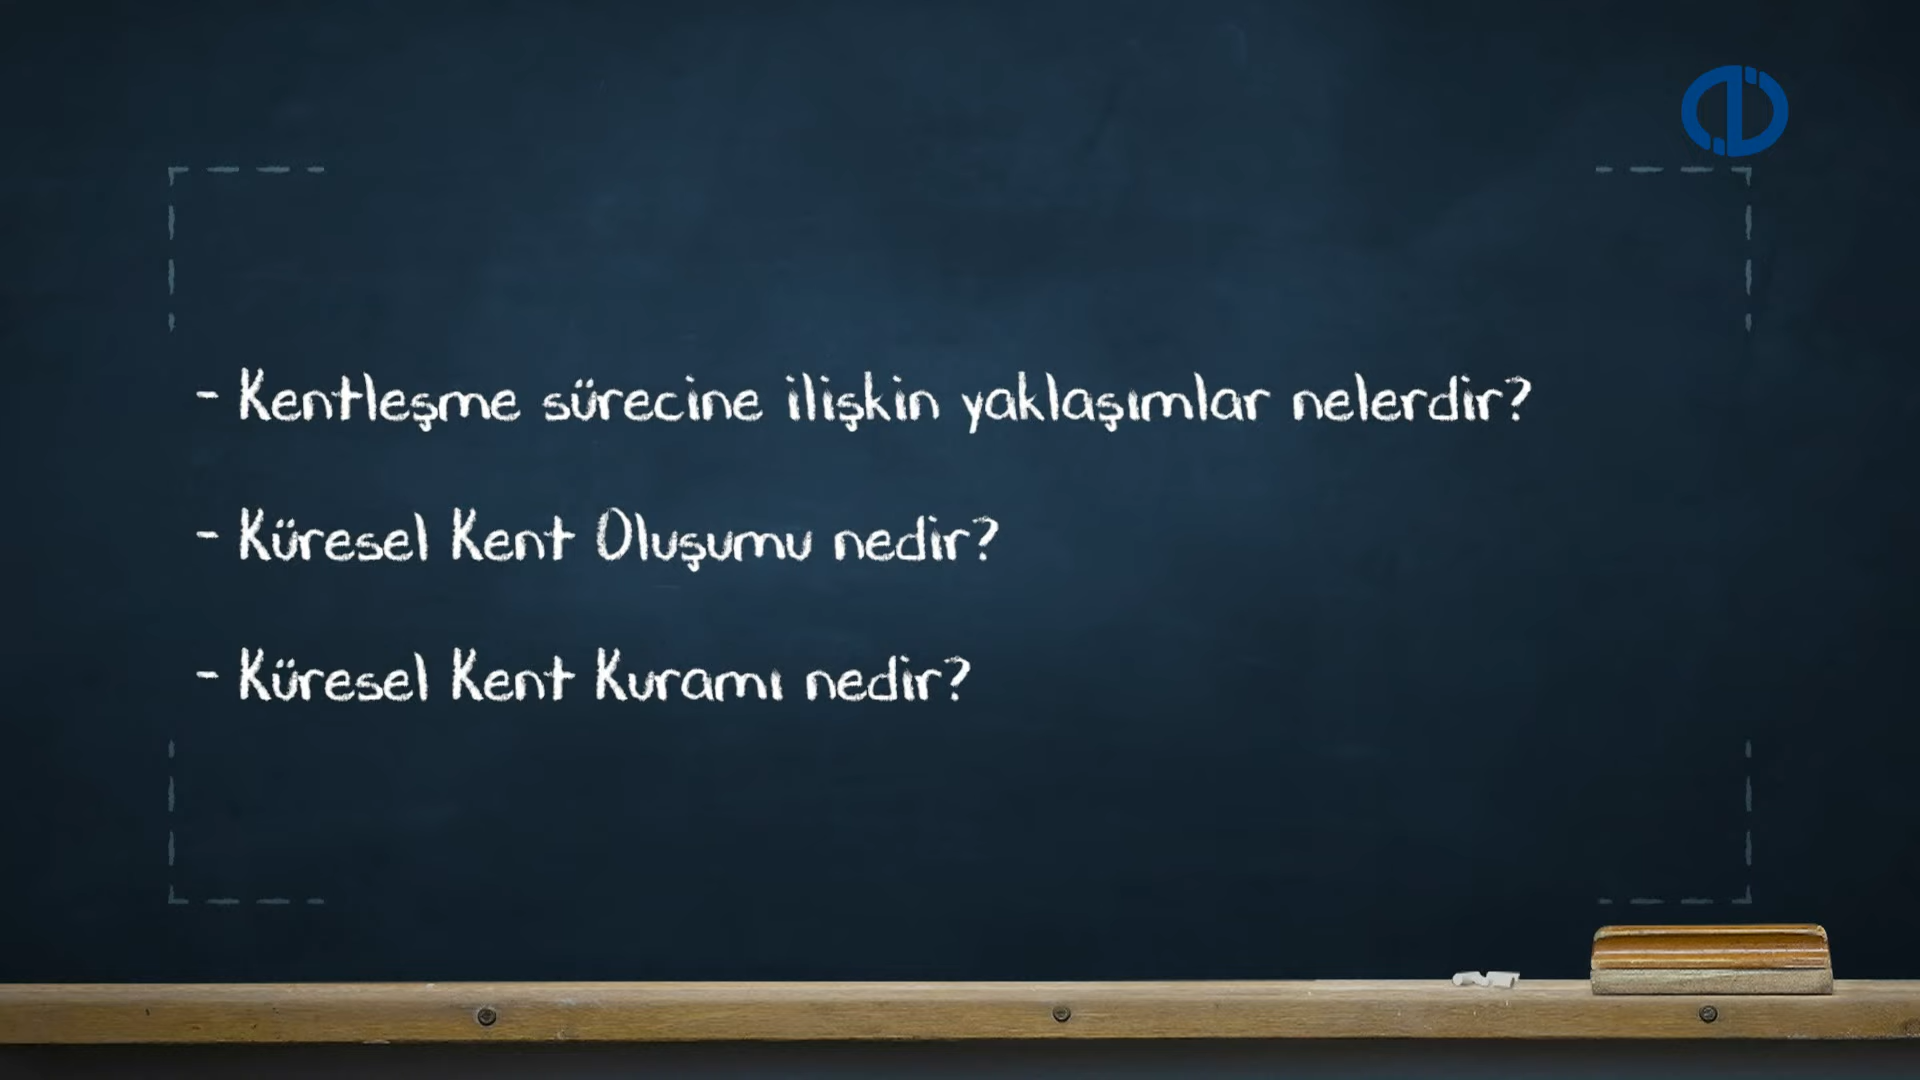 - Kentleşme sürecine ilişkin yaklaşımlar nelerdir?
- Küresel Kent Oluşumu nedir?
- Küresel Kent Kuramı nedir?